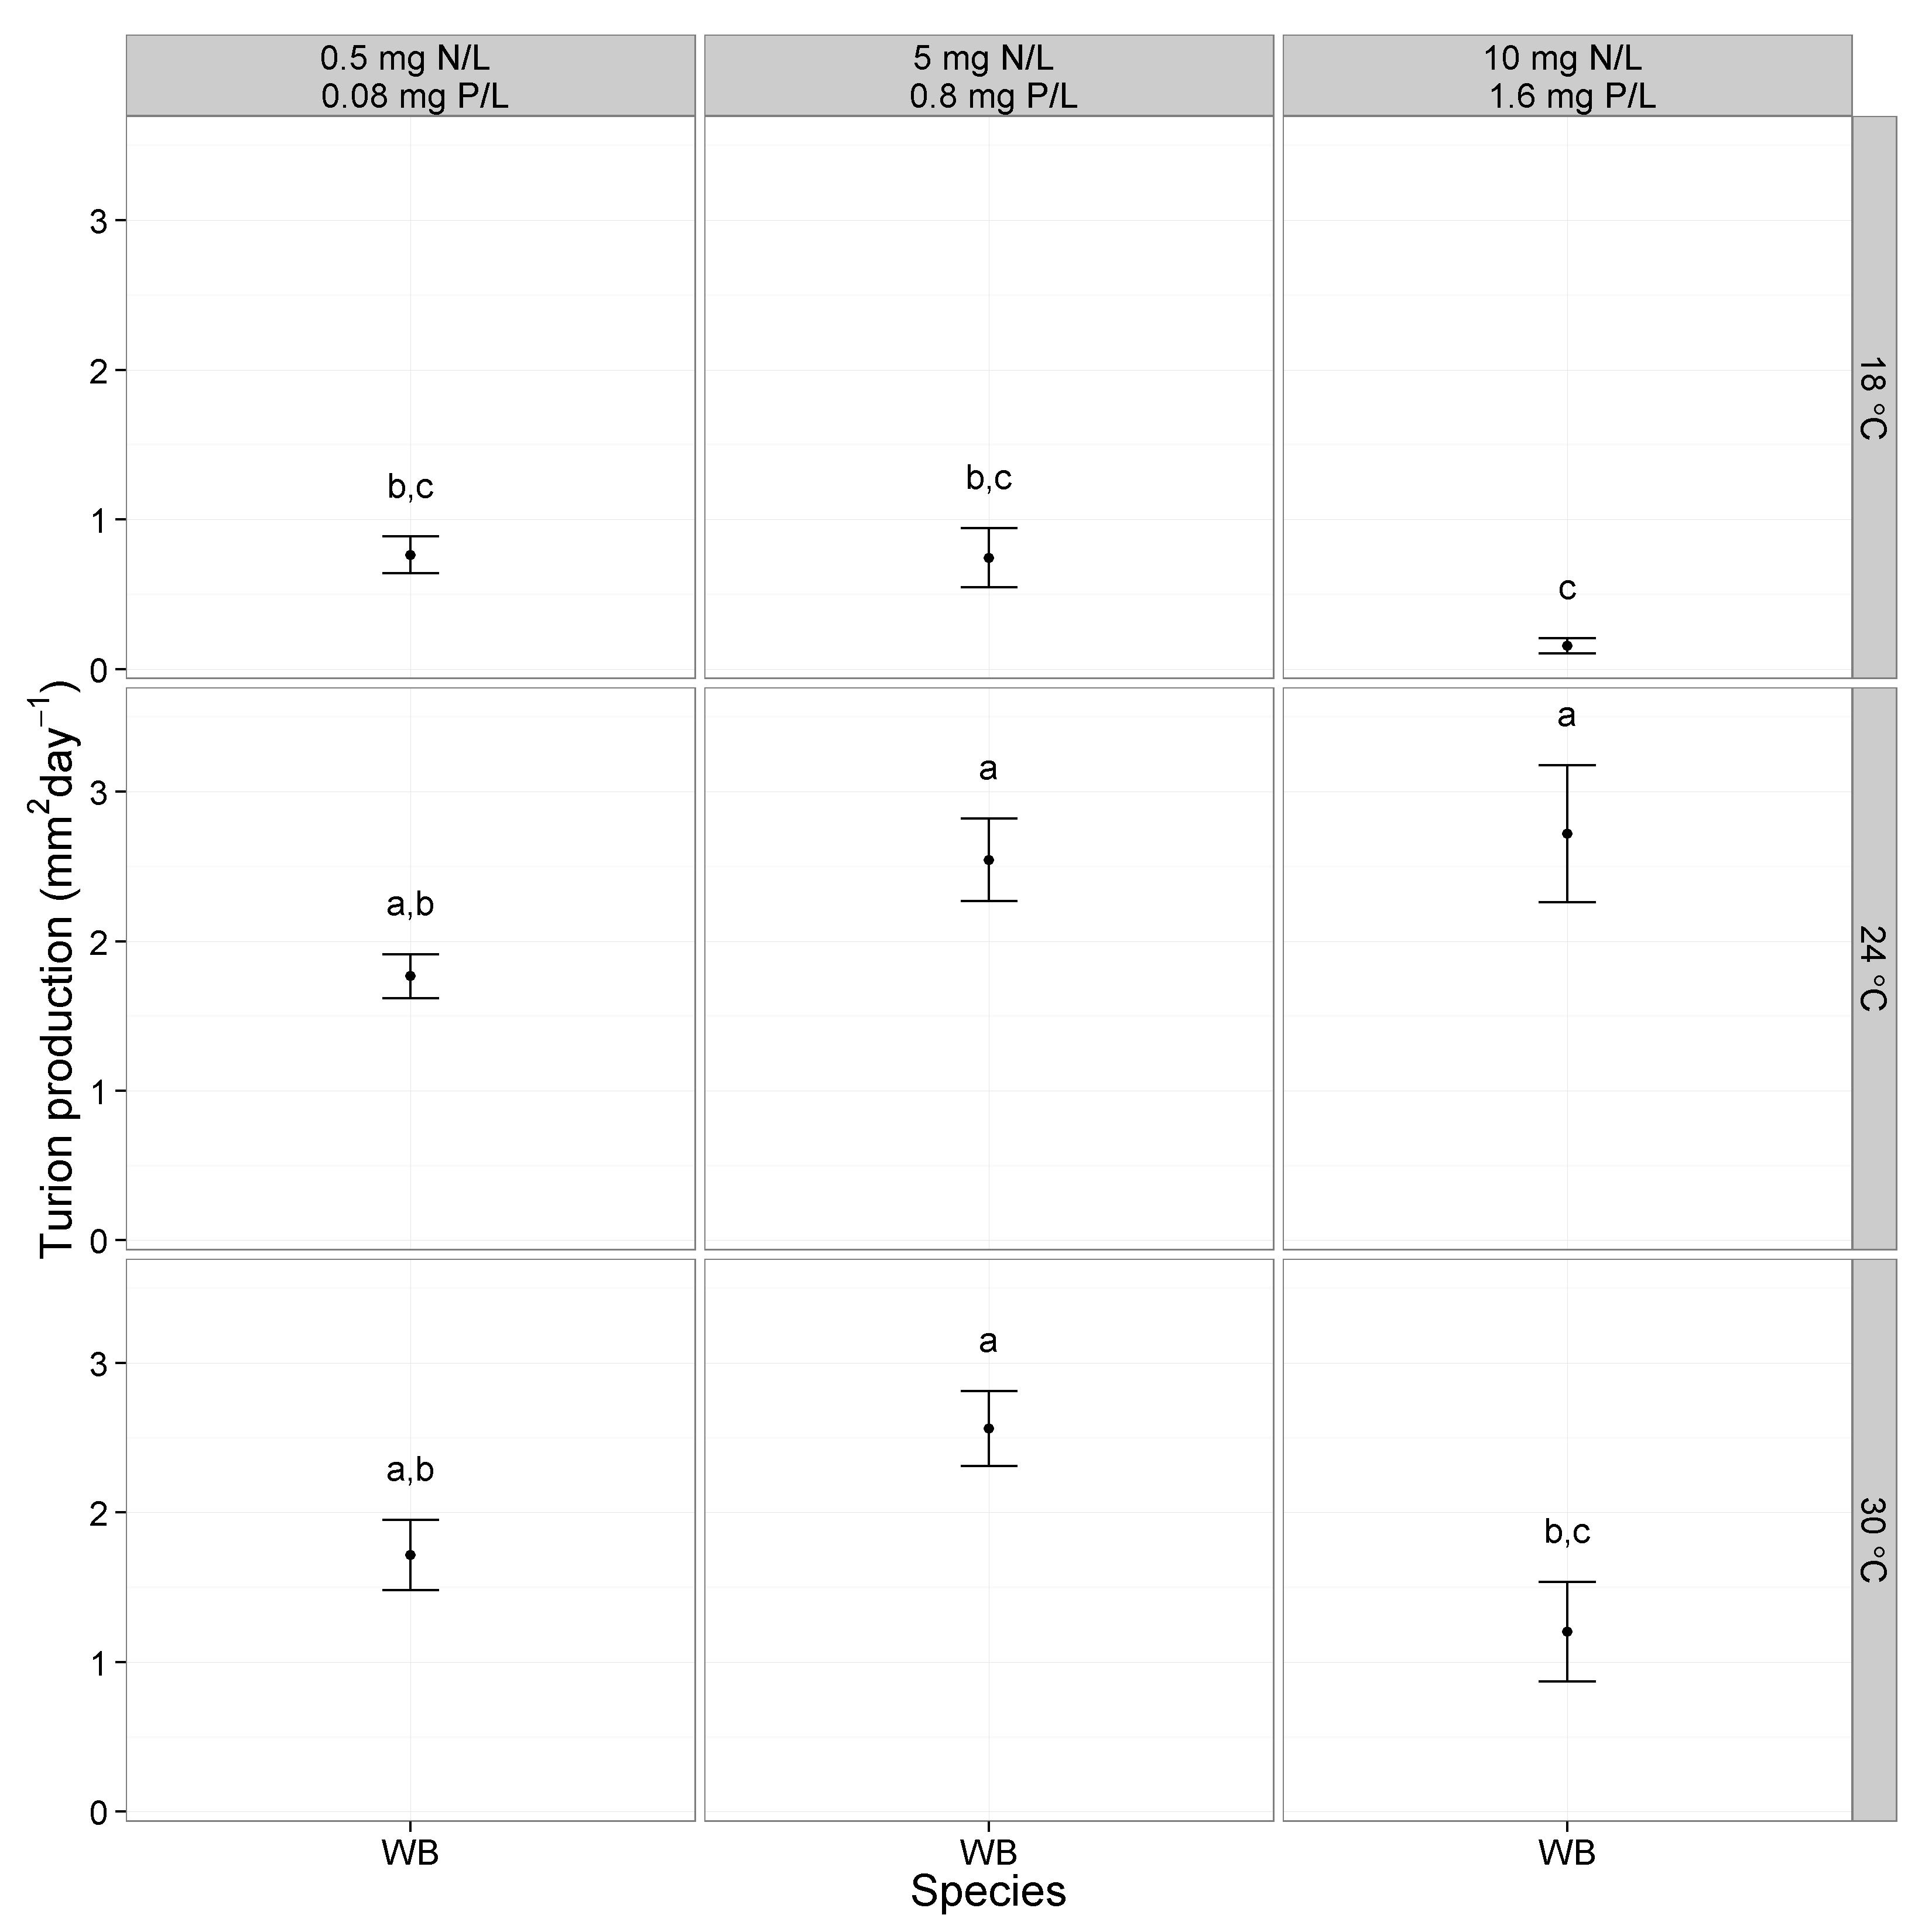 0.5 mg N/L
0.08 mg P/L
5 mg N/L
0.8 mg P/L
10 mg N/L
1.6 mg P/L
Turion production (mm² day⁻¹)
3
2
1
0
b,c
b,c
c
18 °C
3
2
1
0
a,b
a
a
24 °C
3
2
1
0
a,b
a
b,c
30 °C
WB
WB
WB
Species